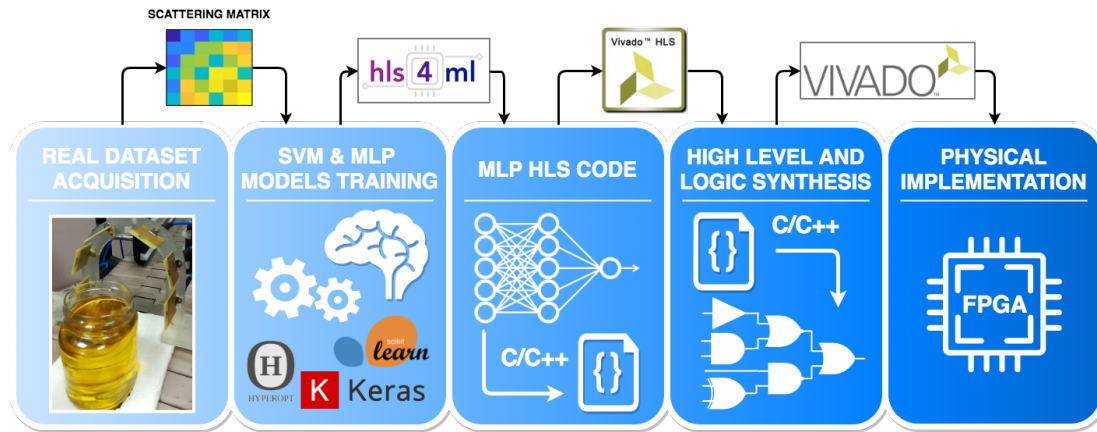 SCATTERING MATRIX
hls 4 ml
Vivado™ HLS
VIVADO™
REAL DATASET
ACQUISITION
SVM & MLP
MODELS TRAINING
H
HYPEROPT
scikit
learn
K Keras
MLP HLS CODE
C/C++
{}
HIGH LEVEL AND
LOGIC SYNTHESIS
{}
C/C++
PHYSICAL
IMPLEMENTATION
FPGA